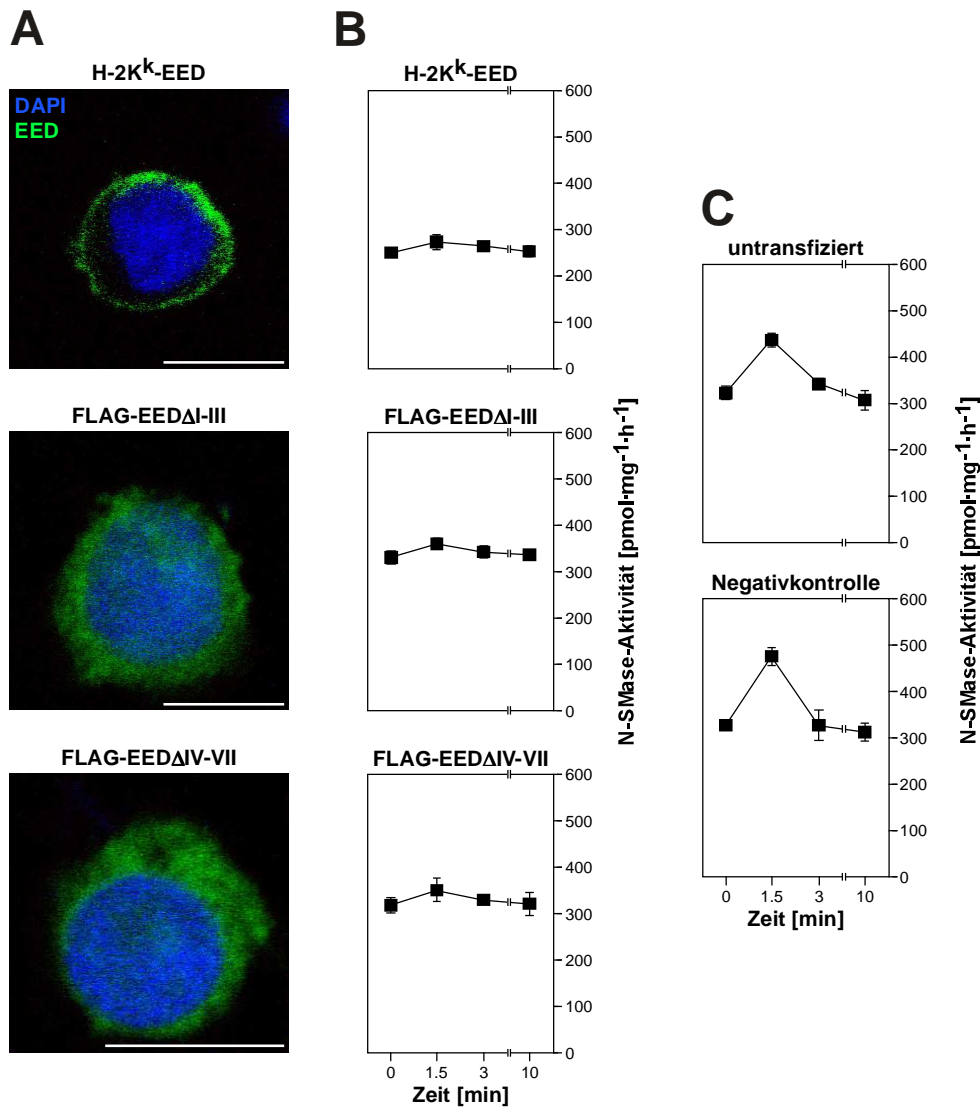 A
H-2Kᵏ-EED
DAPI
EED
FLAG-EEDΔI-III
FLAG-EEDΔIV-VII
B
H-2Kᵏ-EED
600
500
400
300
200
100
0
FLAG-EEDΔI-III
600
500
400
300
200
100
0
FLAG-EEDΔIV-VII
600
500
400
300
200
100
0
0 1.5 3 10
Zeit [min]
N-SMase-Aktivität [pmol·mg⁻¹·h⁻¹]
C
untransfiziert
600
500
400
300
200
100
0
Negativkontrolle
600
500
400
300
200
100
0
0 1.5 3 10
Zeit [min]
N-SMase-Aktivität [pmol·mg⁻¹·h⁻¹]